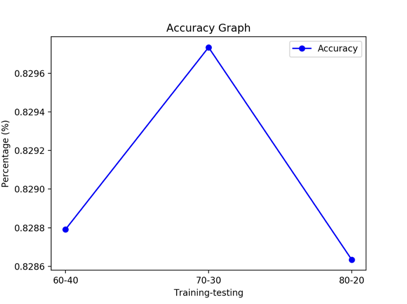 Accuracy Graph
Accuracy
Percentage (%)
0.8296
0.8294
0.8292
0.8290
0.8288
0.8286
60-40
70-30
80-20
Training-testing